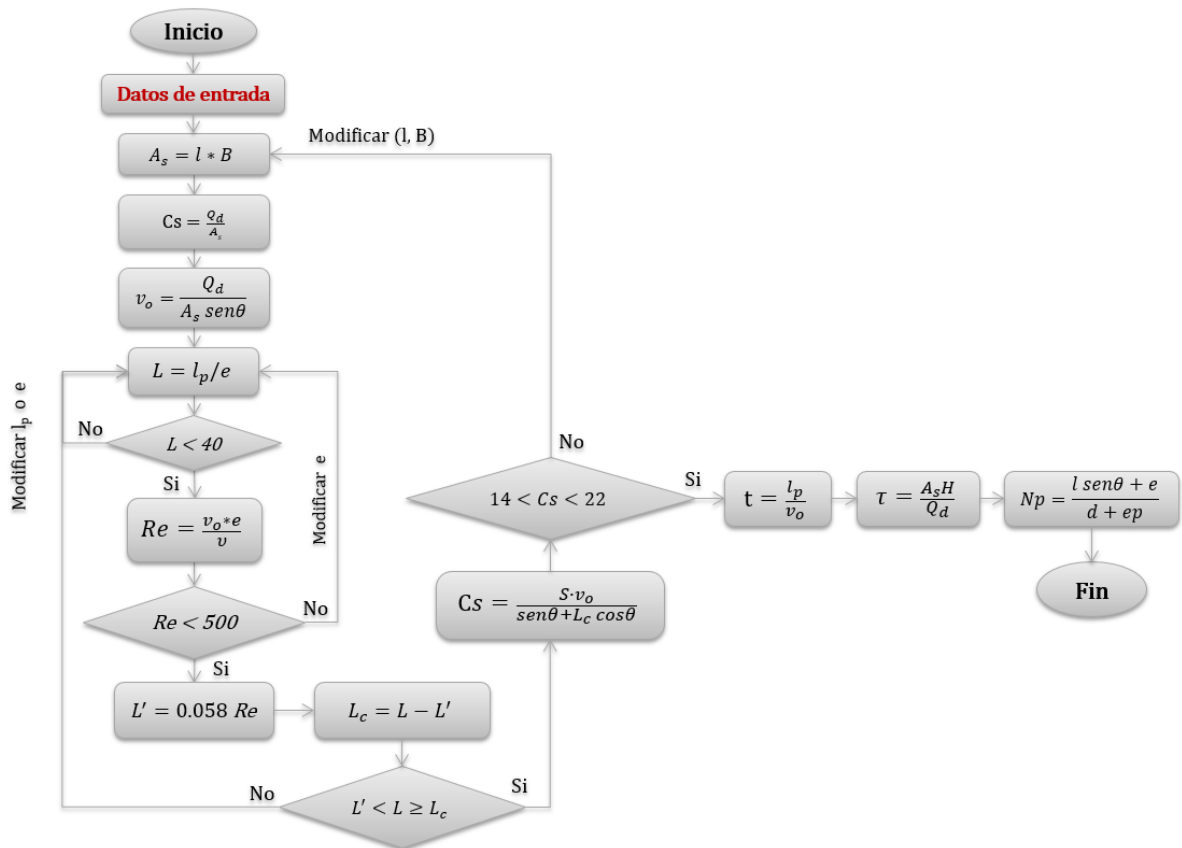 Inicio
Datos de entrada
Modificar (l, B)
A_s = l * B
Cs = Q_d / A_s
v_o = Q_d / A_s senθ
L = l_p/e
Modificar l_p o e
No
L < 40
Si
Modificar e
Re = v_o*e / υ
Re < 500
No
Si
L′ = 0.058 Re
L_c = L − L′
No
L′ < L ≥ L_c
Si
Cs = S·v_o / senθ+L_c cosθ
No
14 < Cs < 22
Si
t = l_p / v_o
τ = A_s H / Q_d
Np = l senθ + e / d + ep
Fin